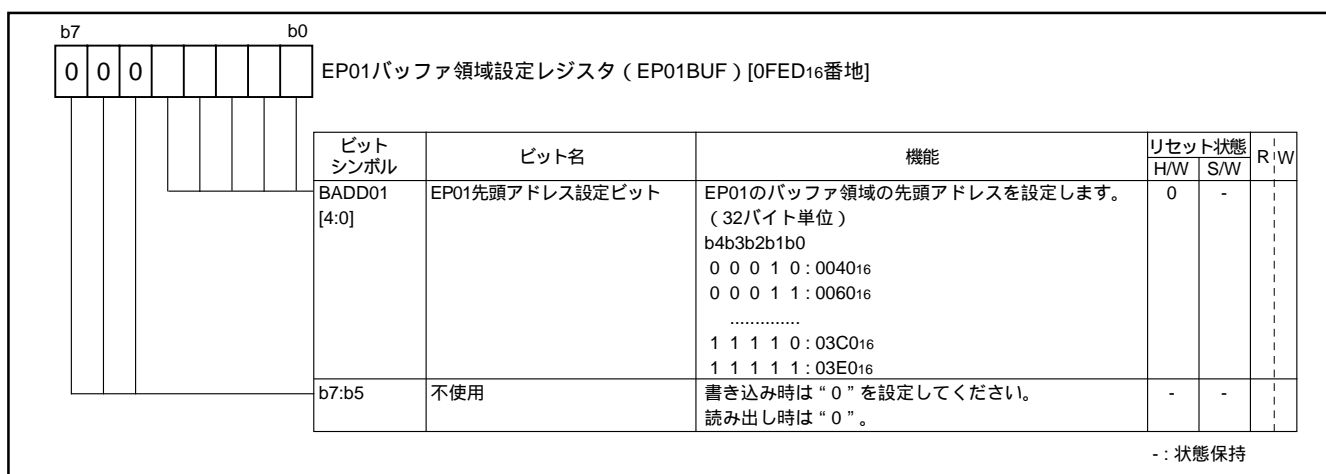 b7 b0
0 0 0
EP01バッファ領域設定レジスタ（EP01BUF）[0FED16番地]
ビット
シンボル
ビット名
機能
リセット状態
H/W S/W
R W
BADD01
[4:0]
EP01先頭アドレス設定ビット
EP01のバッファ領域の先頭アドレスを設定します。
（32バイト単位）
b4b3b2b1b0
0 0 0 1 0 : 004016
0 0 0 1 1 : 006016
..............
1 1 1 1 0 : 03C016
1 1 1 1 1 : 03E016
0 -
b7:b5
不使用
書き込み時は“0”を設定してください。
読み出し時は“0”。
- -
- : 状態保持